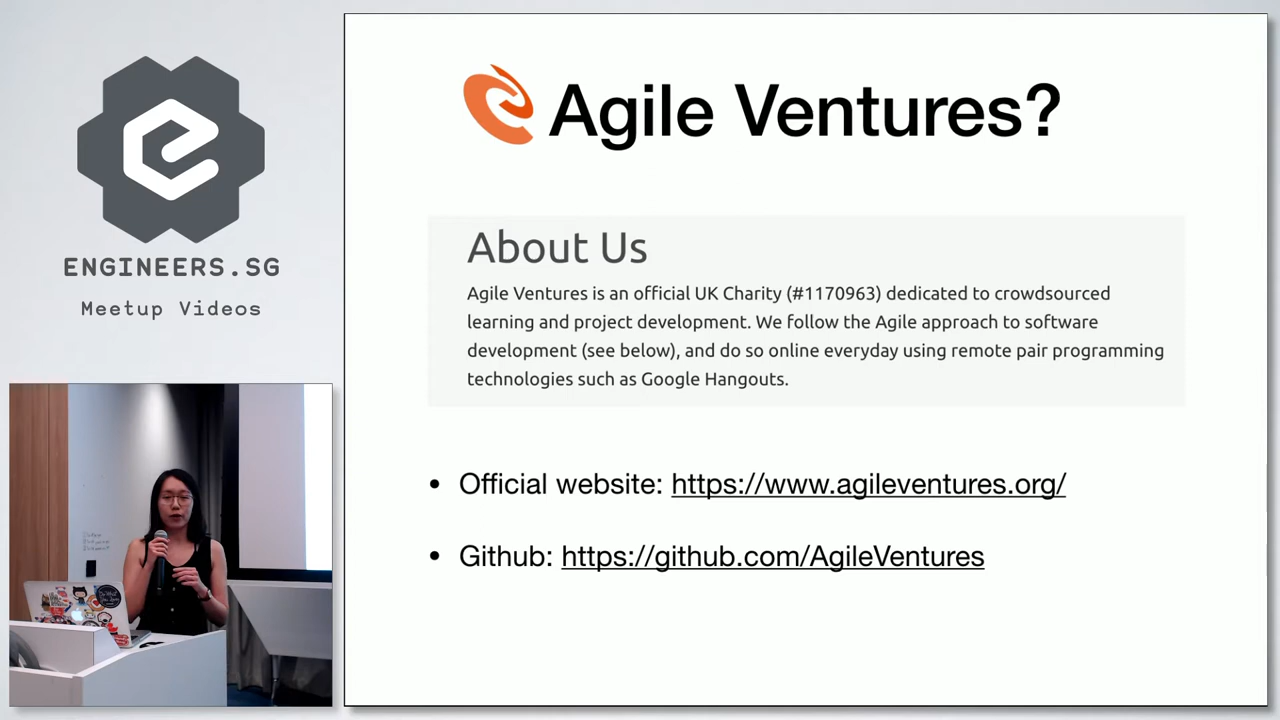 ENGINEERS.SG
Meetup Videos
Agile Ventures?
About Us
Agile Ventures is an official UK Charity (#1170963) dedicated to crowdsourced
learning and project development. We follow the Agile approach to software
development (see below), and do so online everyday using remote pair programming
technologies such as Google Hangouts.
• Official website: https://www.agileventures.org/
• Github: https://github.com/AgileVentures